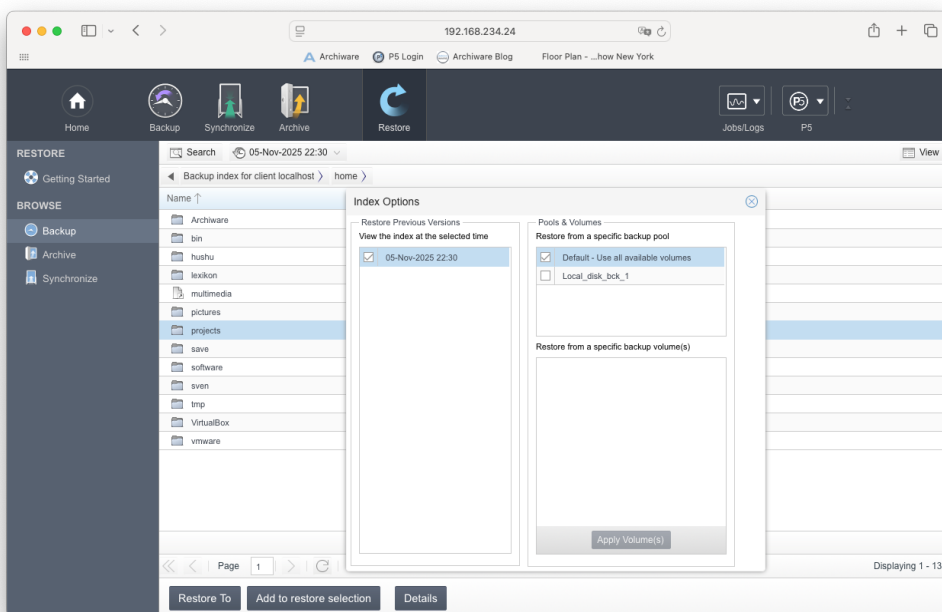 192.168.234.24
Archiware P5 Login Archiware Blog Floor Plan - ...how New York
Home Backup Synchronize Archive Restore Jobs/Logs P5
RESTORE
Getting Started
BROWSE
Backup
Archive
Synchronize
Search 05-Nov-2025 22:30 View
Backup index for client localhost home
Name
Archiware
bin
hushu
lexikon
multimedia
pictures
projects
save
software
sven
tmp
VirtualBox
vmware
Index Options
Restore Previous Versions
View the index at the selected time
05-Nov-2025 22:30
Pools & Volumes
Restore from a specific backup pool
Default - Use all available volumes
Local_disk_bck_1
Restore from a specific backup volume(s)
Apply Volume(s)
Page 1 Displaying 1 - 13
Restore To Add to restore selection Details